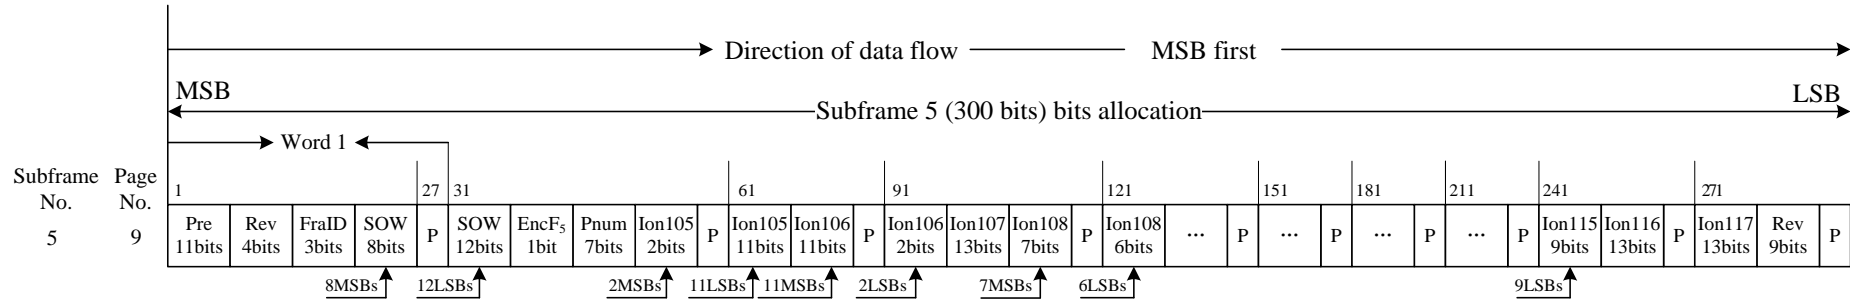 Direction of data flow MSB first
MSB LSB
Subframe 5 (300 bits) bits allocation
Word 1
Subframe No. Page No.
1 27 31 61 91 121 151 181 211 241 271
5 9
Pre 11bits
Rev 4bits
FraID 3bits
SOW 8bits
P
SOW 12bits
EncF₅ 1bit
Pnum 7bits
Ion105 2bits
P
Ion105 11bits
Ion106 11bits
P
Ion106 2bits
Ion107 13bits
Ion108 7bits
P
Ion108 6bits
...
P
...
P
...
P
...
P
Ion115 9bits
Ion116 13bits
P
Ion117 13bits
Rev 9bits
P
8MSBs 12LSBs 2MSBs 11LSBs 11MSBs 2LSBs 7MSBs 6LSBs 9LSBs